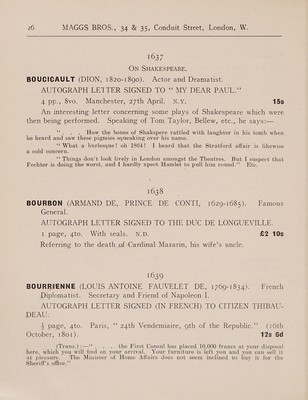 26 MAGGS BROS., 34 & 35, Conduit Street, London, W.
1637
ON SHAKESPEARE.
BOUCICAULT (DION, 1820-1890). Actor and Dramatist.
AUTOGRAPH LETTER SIGNED TO "MY DEAR PAUL."
4 pp., 8vo. Manchester, 27th April. N.Y. 15s
An interesting letter concerning some plays of Shakespeare which were
then being performed. Speaking of Tom Taylor, Bellew, etc., he says:—
". . . How the bones of Shakspere rattled with laughter in his tomb when
he heard and saw these pigmies squeaking over his name.
"What a burlesque! oh 1864! I heard that the Stratford affair is likewise
a sold concern.
"Things don't look lively in London amongst the Theatres. But I suspect that
Fechter is doing the worst, and I hardly upset Hamlet to pull him round." Etc.
1638
BOURBON (ARMAND DE, PRINCE DE CONTI, 1629-1685). Famous
General.
AUTOGRAPH LETTER SIGNED TO THE DUC DE LONGUEVILLE.
1 page, 4to. With seals. N.D. £2 10s
Referring to the death of Cardinal Mazarin, his wife's uncle.
1639
BOURRIENNE (LOUIS ANTOINE FAUVELET DE, 1769-1834). French
Diplomatist. Secretary and Friend of Napoleon I.
AUTOGRAPH LETTER SIGNED (IN FRENCH) TO CITIZEN THIBAU-
DEAU.
½ page, 4to. Paris, "24th Vendemiaire, 9th of the Republic." (16th
October, 1801). 12s 6d
(Trans.):—". . . the First Consul has placed 10,000 francs at your disposal
here, which you will find on your arrival. Your furniture is left you and you can sell it
at pleasure. The Minister of Home Affairs does not seem inclined to buy it for the
Sheriff's office."